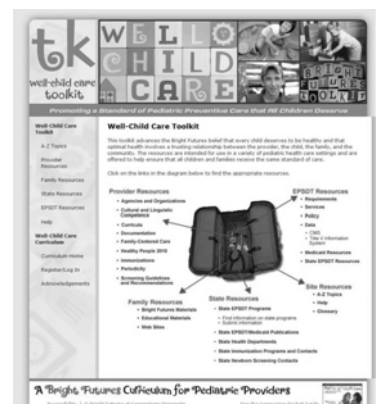 tk
well-child care
toolkit
WELL
CHILD
CARE
BRIGHT
FUTURES
TOOLKIT
Promoting a Standard of Pediatric Preventive Care that All Children Deserve
Well-Child Care
Toolkit
A-Z Topics
Provider
Resources
Family Resources
State Resources
EPSDT Resources
Help
Well-Child Care
Curriculum
Curriculum Home
Register/Log In
Acknowledgements
Well-Child Care Toolkit
This toolkit advances the Bright Futures belief that every child deserves to be healthy and that
optimal health involves a trusting relationship between the provider, the child, the family, and the
community. The resources are intended for use in a variety of pediatric health care settings and are
offered to help ensure that all children and families receive the same standard of care.
Click on the links in the diagram below to find the appropriate resources.
Provider Resources
• Agencies and Organizations
• Cultural and Linguistic
Competence
• Curricula
• Documentation
• Family-Centered Care
• Healthy People 2010
• Immunizations
• Periodicity
• Screening Guidelines
and Recommendations
EPSDT Resources
• Requirements
• Services
• Policy
• Data
• CMS
• Title V Information
System
• Medicaid Resources
• State EPSDT Resources
Family Resources
• Bright Futures Materials
• Educational Materials
• Web Sites
State Resources
• State EPSDT Programs
• Find information on state programs
• Submit information
• State EPSDT/Medicaid Publications
• State Health Departments
• State Immunization Programs and Contacts
• State Newborn Screening Contacts
Site Resources
• A-Z Topics
• Help
• Glossary
A Bright Futures Curriculum for Pediatric Providers